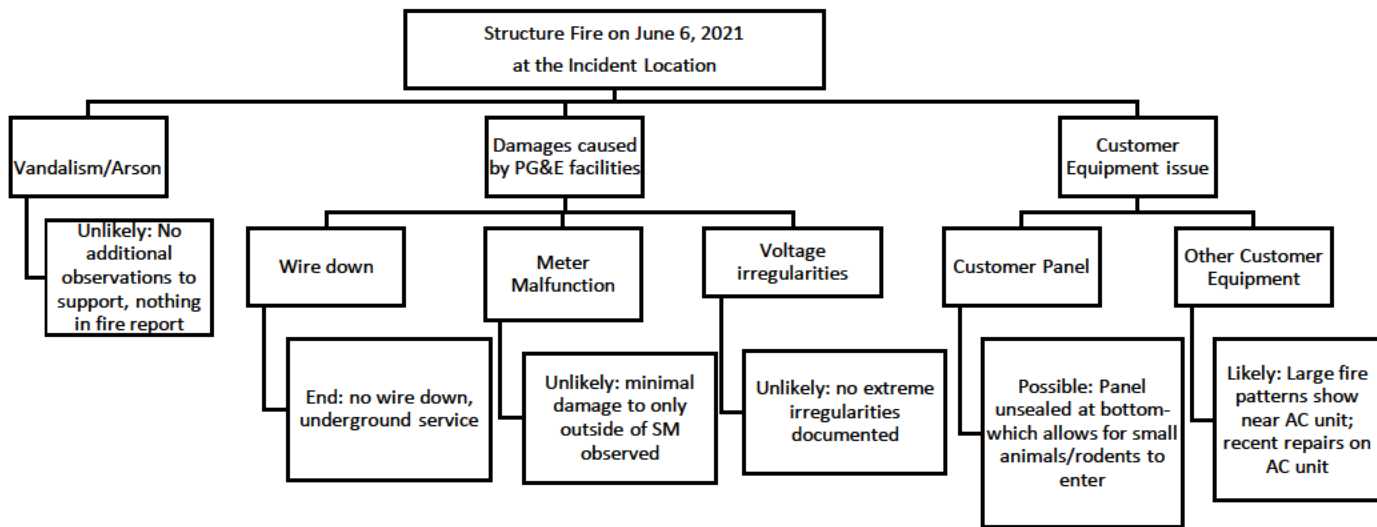 Structure Fire on June 6, 2021
at the Incident Location
Vandalism/Arson
Damages caused
by PG&E facilities
Customer
Equipment issue
Unlikely: No
additional
observations to
support, nothing
in fire report
Wire down
Meter
Malfunction
Voltage
irregularities
Customer Panel
Other Customer
Equipment
End: no wire down,
underground service
Unlikely: minimal
damage to only
outside of SM
observed
Unlikely: no extreme
irregularities
documented
Possible: Panel
unsealed at bottom-
which allows for small
animals/rodents to
enter
Likely: Large fire
patterns show
near AC unit;
recent repairs on
AC unit